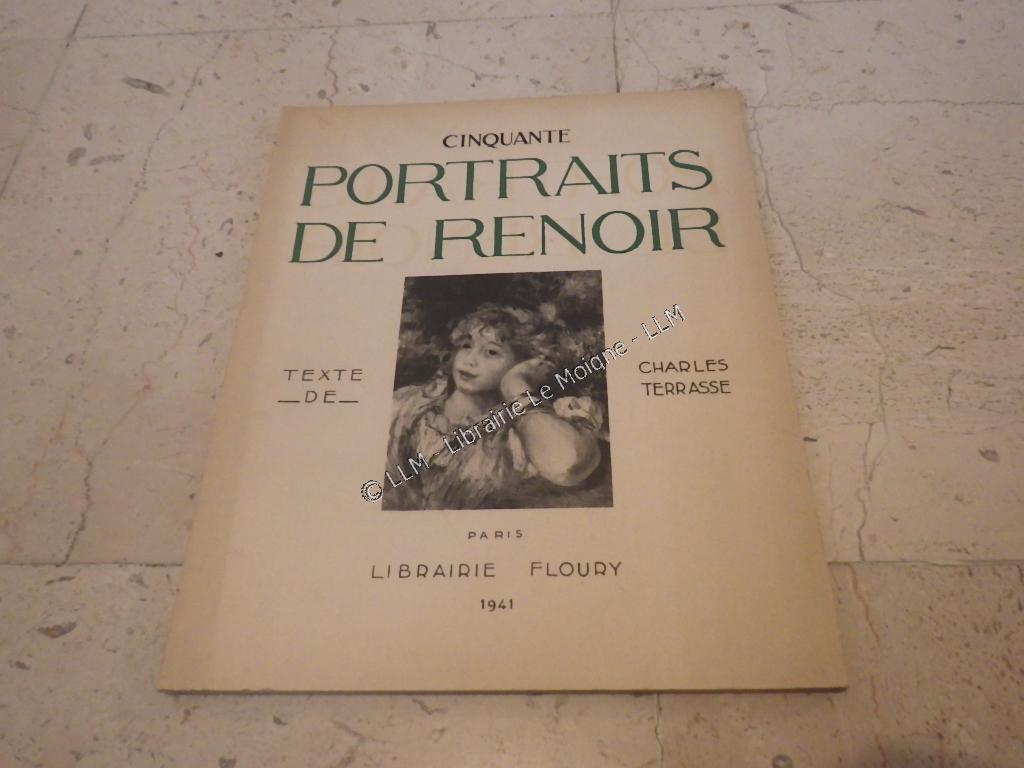 CINQUANTE
PORTRAITS
DE RENOIR
TEXTE
DE
CHARLES
TERRASSE
© LLM - Librairie Le Moigne - LLM
PARIS
LIBRAIRIE FLOURY
1941